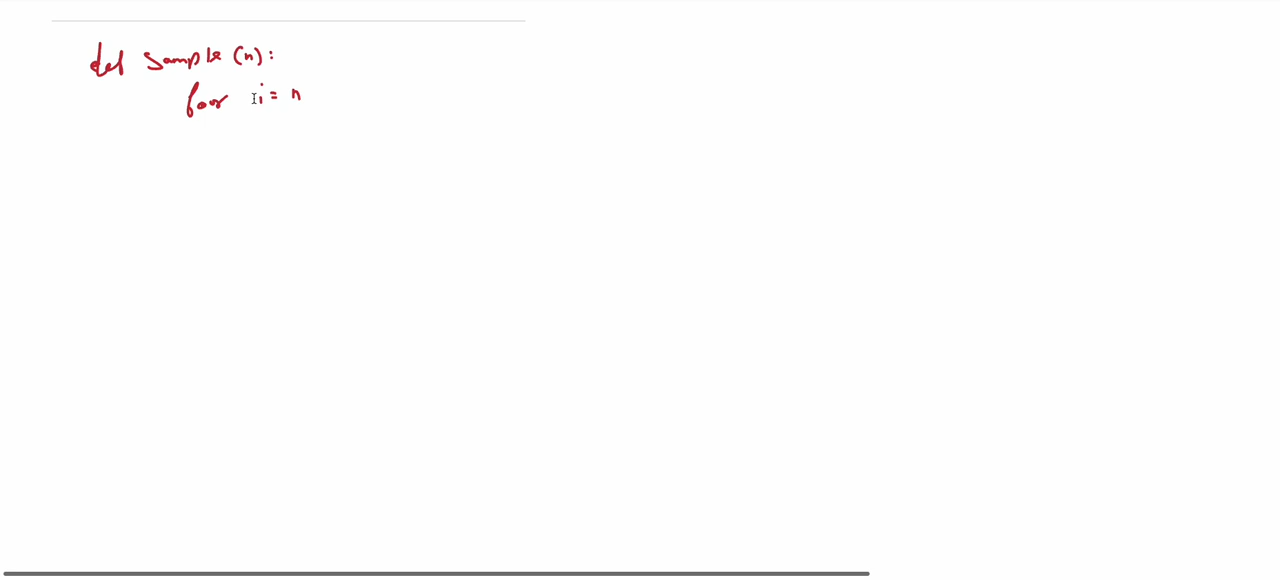 def sample (n):
for i = n